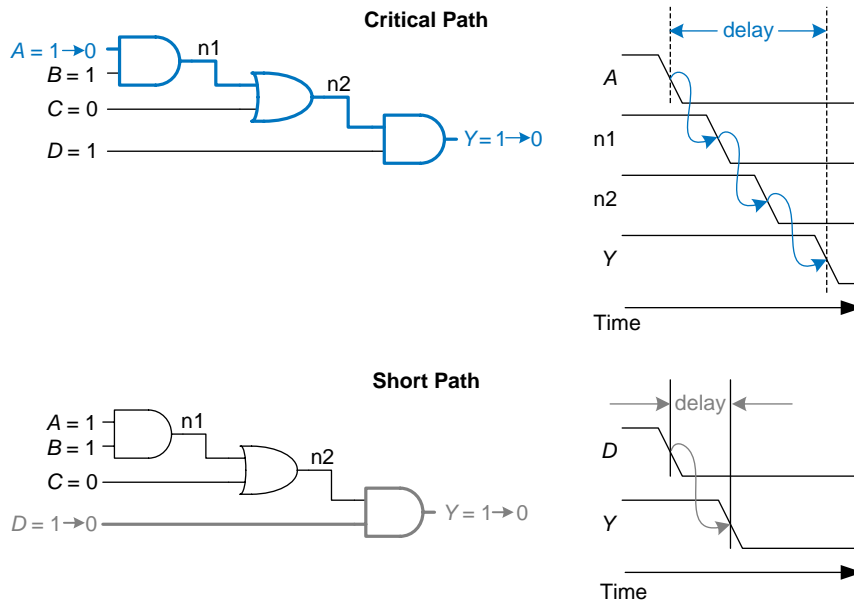 Critical Path
delay
A = 1→0
n1
B = 1
n2
C = 0
D = 1
Y = 1→0
A
n1
n2
Y
Time
Short Path
delay
A = 1
n1
B = 1
n2
C = 0
D = 1→0
Y = 1→0
D
Y
Time